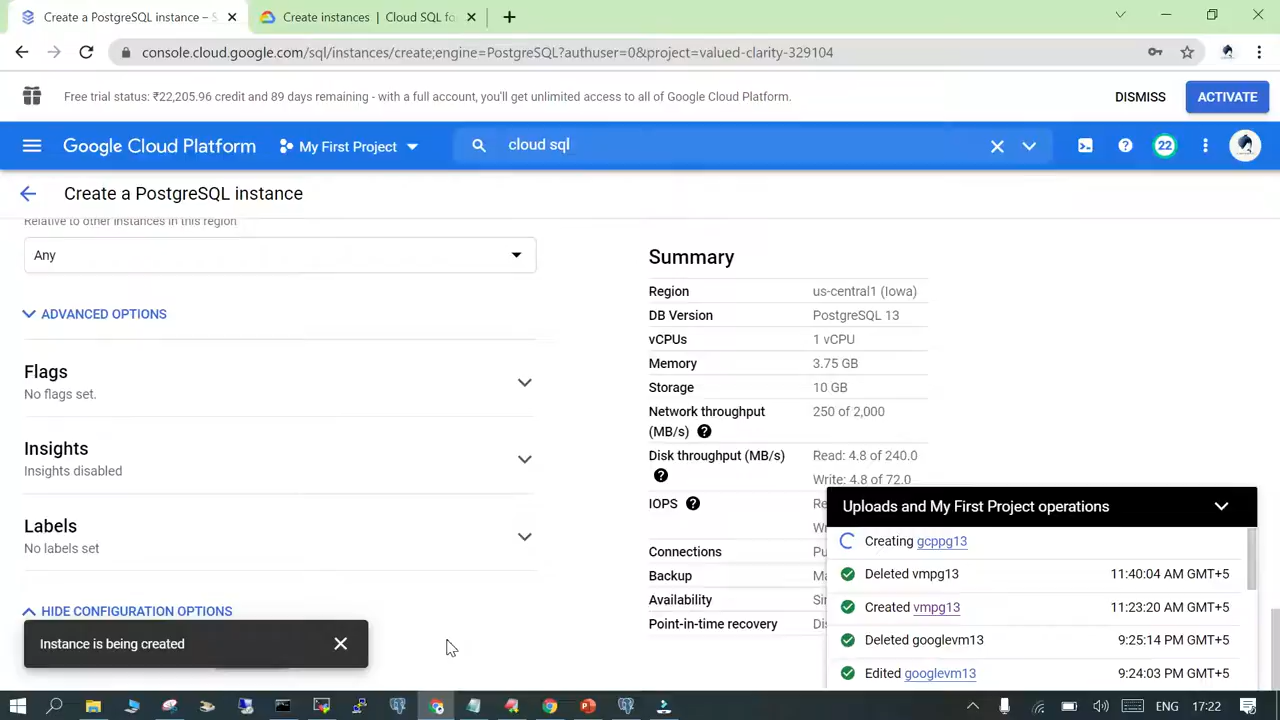 Create a PostgreSQL instance – S
Create instances | Cloud SQL for
console.cloud.google.com/sql/instances/create;engine=PostgreSQL?authuser=0&project=valued-clarity-329104
Free trial status: ₹22,205.96 credit and 89 days remaining - with a full account, you'll get unlimited access to all of Google Cloud Platform.
DISMISS
ACTIVATE
Google Cloud Platform
My First Project
cloud sql
22
Create a PostgreSQL instance
Relative to other instances in this region
Any
ADVANCED OPTIONS
Flags
No flags set.
Insights
Insights disabled
Labels
No labels set
HIDE CONFIGURATION OPTIONS
Instance is being created
Summary
Region us-central1 (Iowa)
DB Version PostgreSQL 13
vCPUs 1 vCPU
Memory 3.75 GB
Storage 10 GB
Network throughput (MB/s) 250 of 2,000
Disk throughput (MB/s) Read: 4.8 of 240.0
Write: 4.8 of 72.0
IOPS Re
Wr
Connections Pu
Backup Ma
Availability Sin
Point-in-time recovery Dis
Uploads and My First Project operations
Creating gcppg13
Deleted vmpg13 11:40:04 AM GMT+5
Created vmpg13 11:23:20 AM GMT+5
Deleted googlevm13 9:25:14 PM GMT+5
Edited googlevm13 9:24:03 PM GMT+5
ENG 17:22